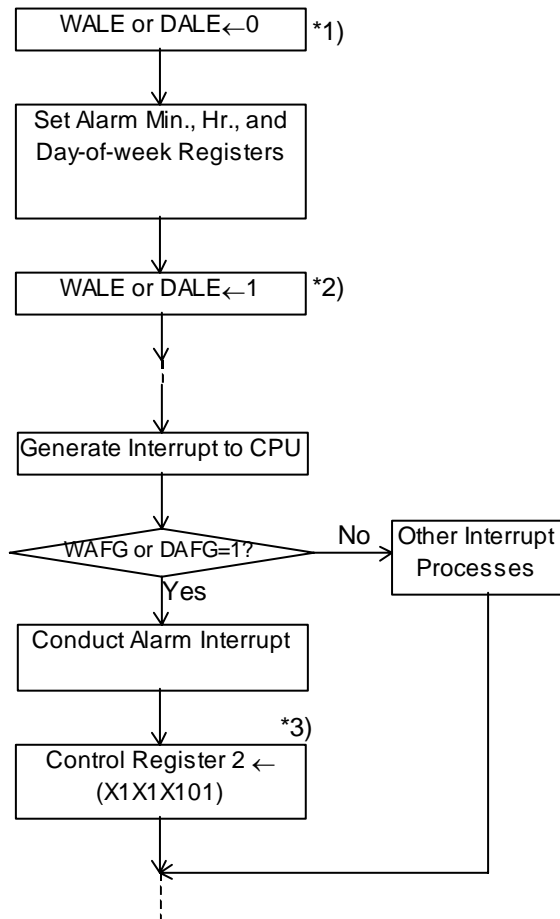 WALE or DALE←0
*1)
Set Alarm Min., Hr., and
Day-of-week Registers
WALE or DALE←1
*2)
Generate Interrupt to CPU
WAFG or DAFG=1?
No
Other Interrupt
Processes
Yes
Conduct Alarm Interrupt
*3)
Control Register 2 ←
(X1X1X101)